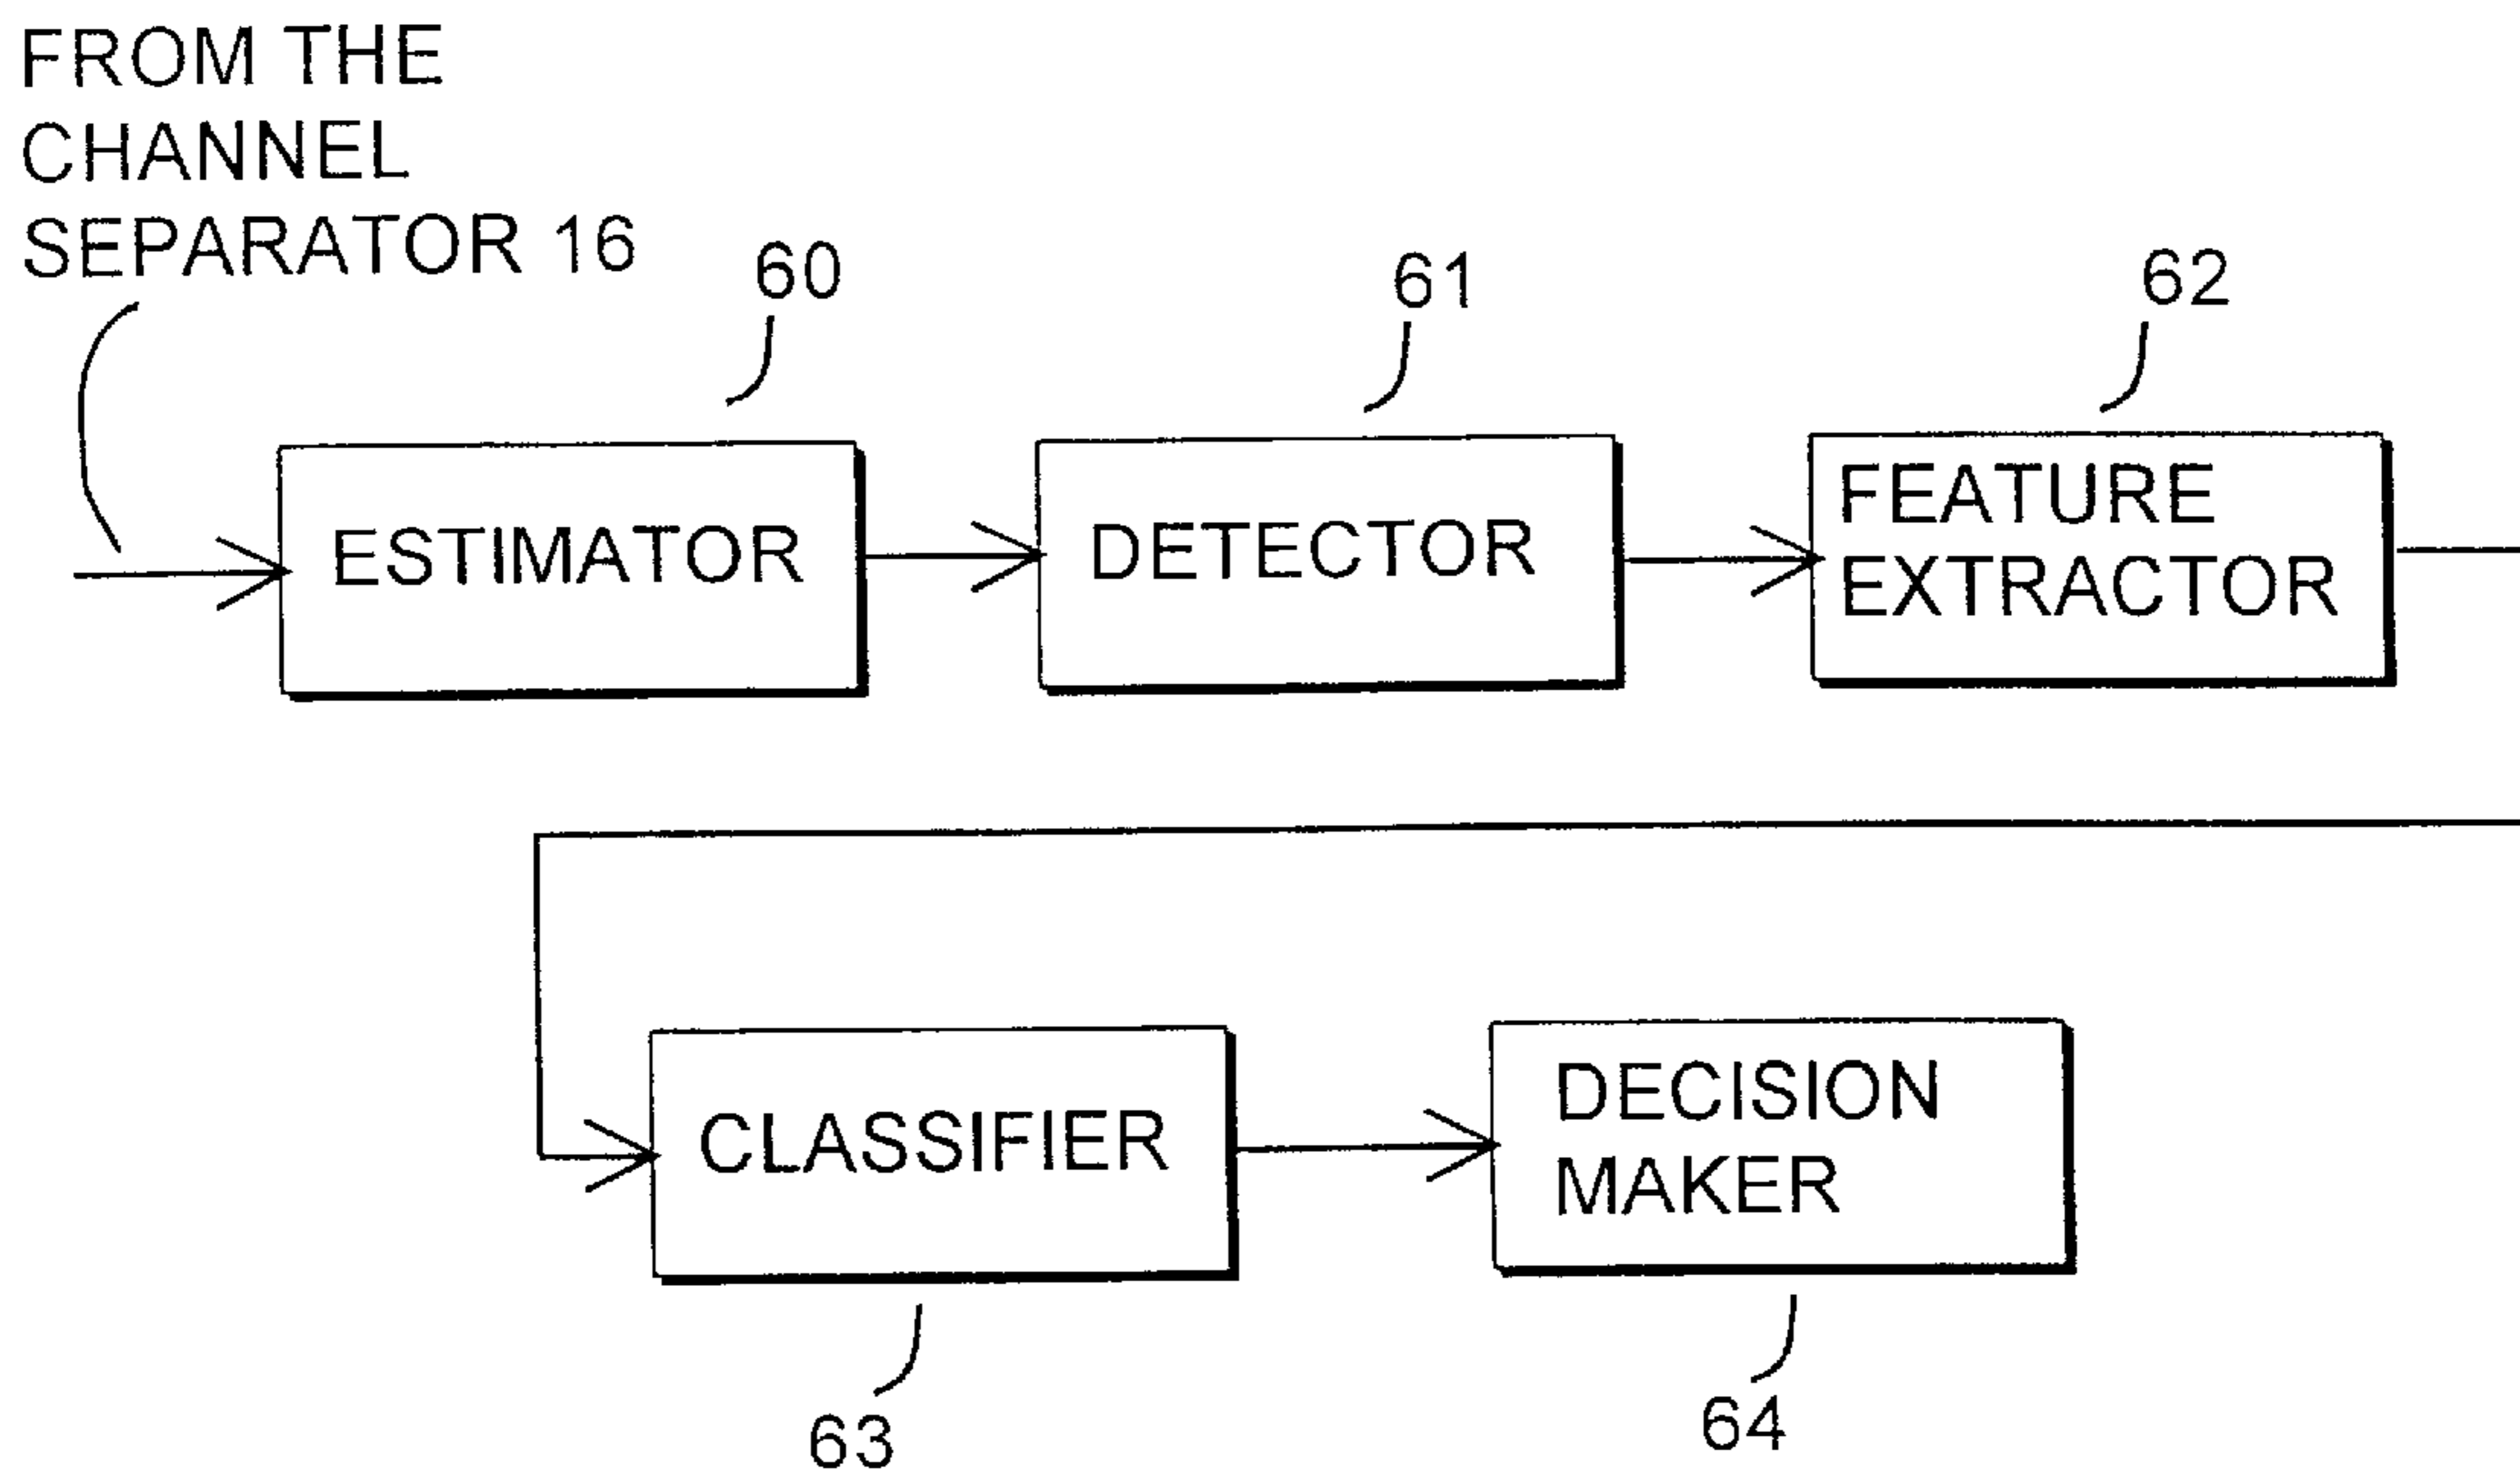 FROM THE
CHANNEL
SEPARATOR 16
60
61
62
ESTIMATOR
DETECTOR
FEATURE
EXTRACTOR
CLASSIFIER
DECISION
MAKER
63
64